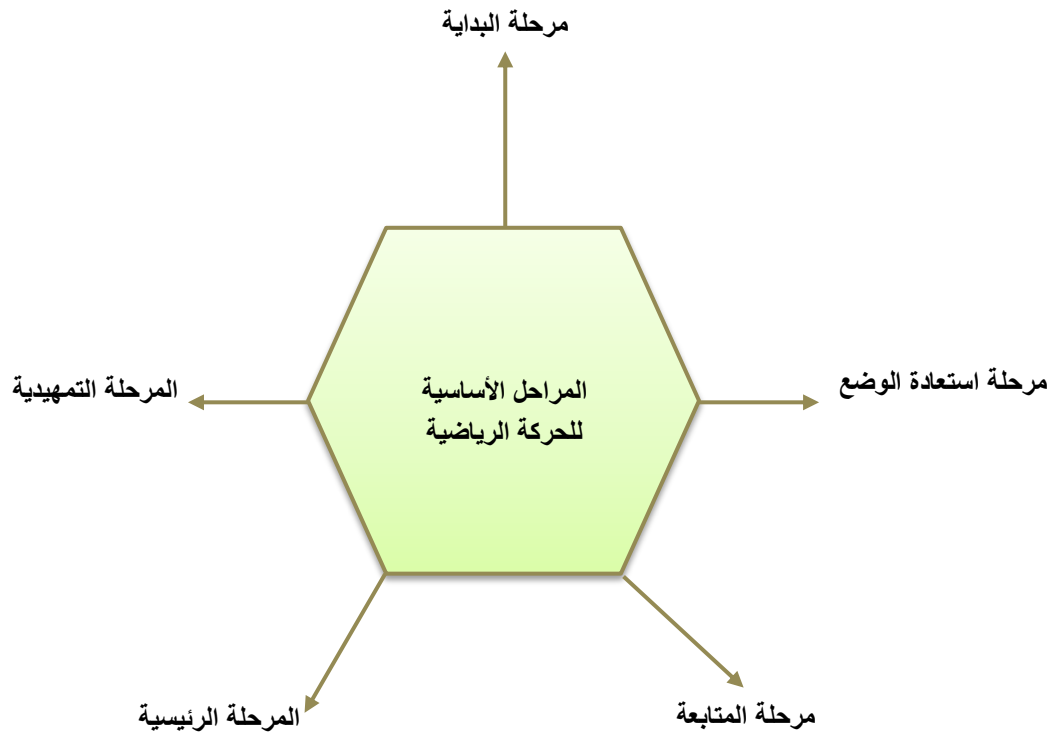 مرحلة البداية
مرحلة استعادة الوضع
المرحلة التمهيدية
المراحل الأساسية
للحركة الرياضية
مرحلة المتابعة
المرحلة الرئيسية